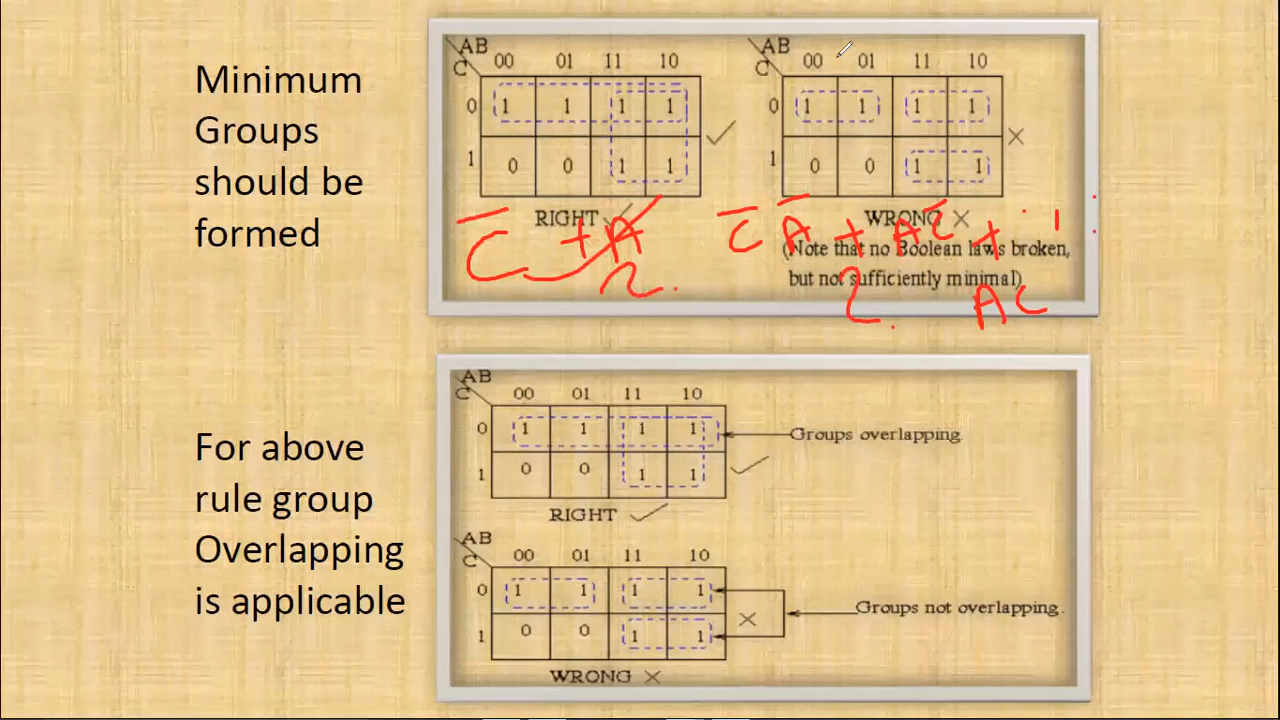 Minimum
Groups
should be
formed
AB
C
00 01 11 10
0 1 1 1 1
1 0 0 1 1
RIGHT
C + A
2.
AB
C
00 01 11 10
0 1 1 1 1
1 0 0 1 1
WRONG
(Note that no Boolean laws broken,
but not sufficiently minimal)
C̅ A̅ + A C̅ +
A C
For above
rule group
Overlapping
is applicable
AB
C
00 01 11 10
0 1 1 1 1
1 0 0 1 1
Groups overlapping.
RIGHT
AB
C
00 01 11 10
0 1 1 1 1
1 0 0 1 1
Groups not overlapping.
WRONG